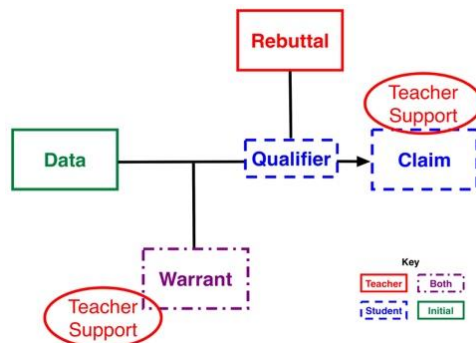 Rebuttal
Teacher
Support
Data
Qualifier
Claim
Warrant
Teacher
Support
Key
Teacher
Both
Student
Initial